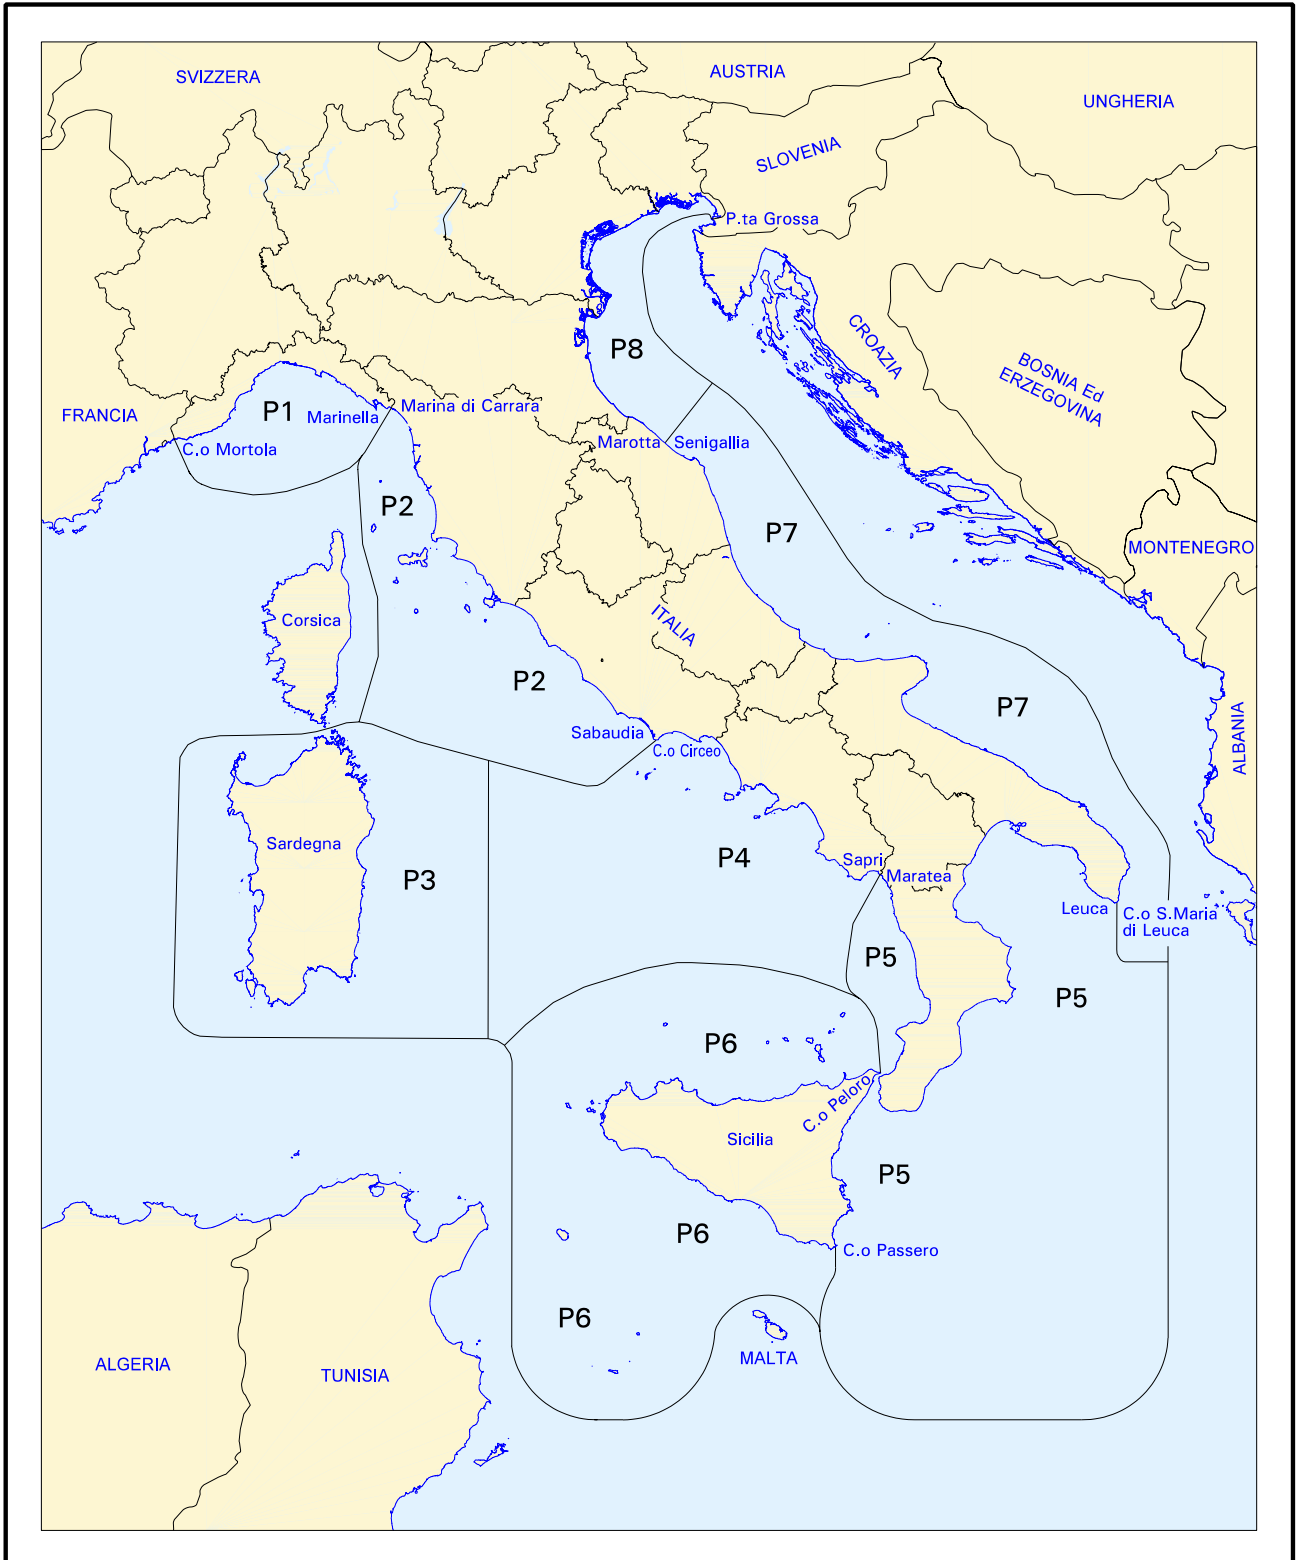 SVIZZERA
AUSTRIA
UNGHERIA
SLOVENIA
P.ta Grossa
CROAZIA
BOSNIA Ed
ERZEGOVINA
P8
FRANCIA
P1
Marinella
Marina di Carrara
C.o Mortola
Marotta
Senigallia
P2
P7
MONTENEGRO
Corsica
ITALIA
P2
P7
ALBANIA
Sabaudia
C.o Circeo
Sardegna
P3
P4
Sapri
Maratea
Leuca
C.o S.Maria
di Leuca
P5
P5
P6
C.o Peloro
Sicilia
P5
P6
C.o Passero
P6
MALTA
ALGERIA
TUNISIA